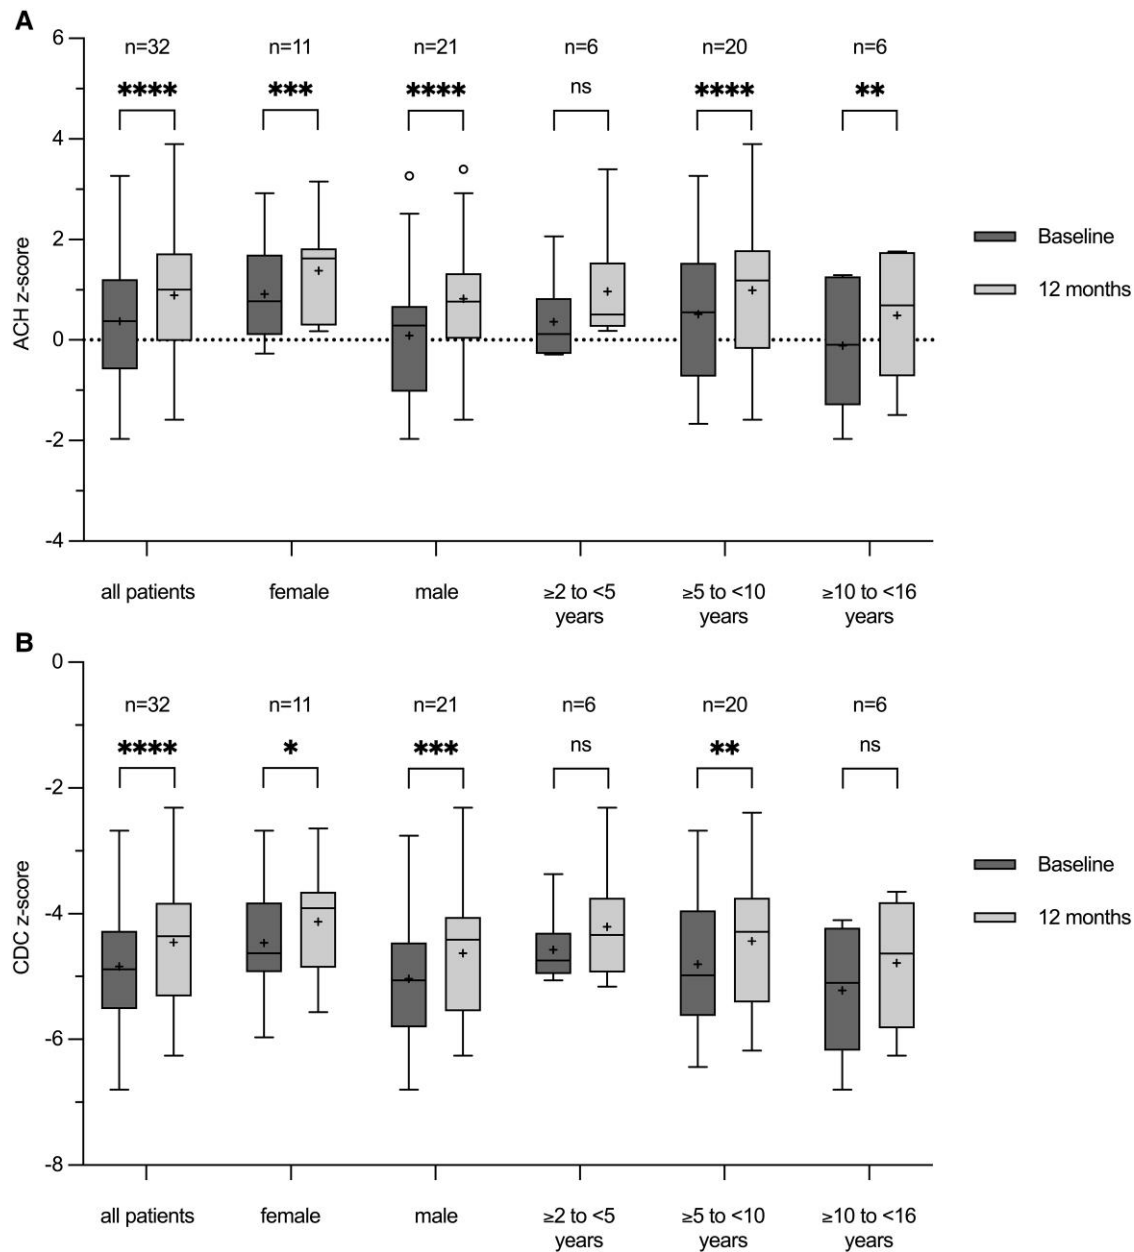 A
6
4
2
0
-2
-4
ACH z-score
n=32
n=11
n=21
n=6
n=20
n=6
****
***
****
ns
****
**
Baseline
12 months
all patients
female
male
≥2 to <5
years
≥5 to <10
years
≥10 to <16
years
B
0
-2
-4
-6
-8
CDC z-score
n=32
n=11
n=21
n=6
n=20
n=6
****
*
***
ns
**
ns
Baseline
12 months
all patients
female
male
≥2 to <5
years
≥5 to <10
years
≥10 to <16
years